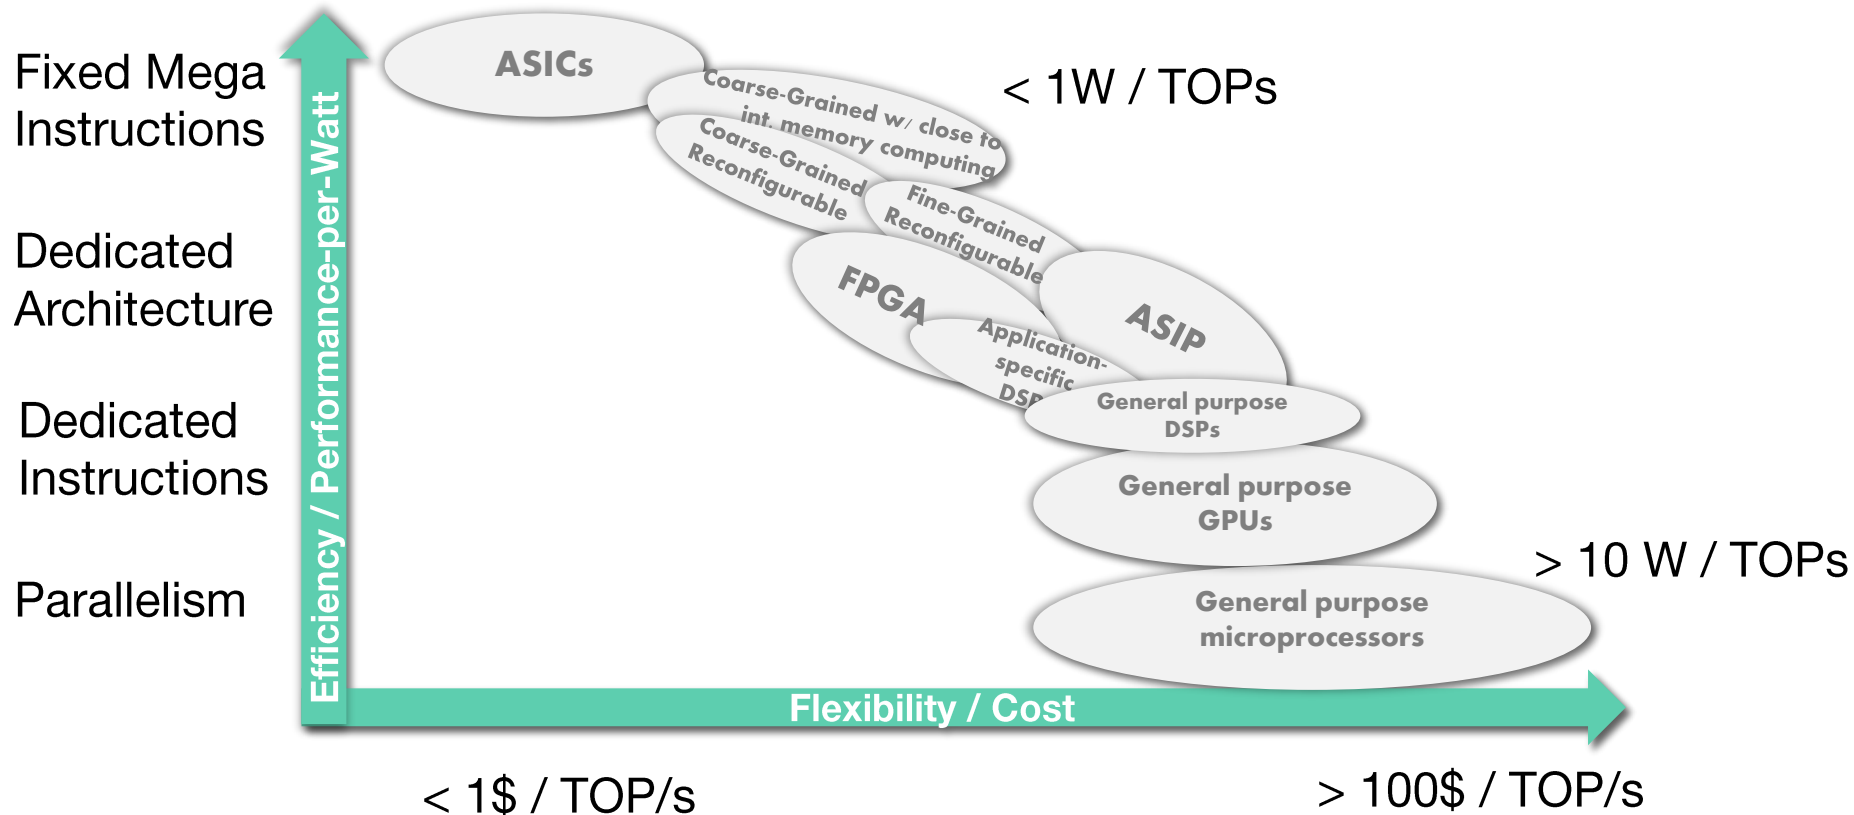 Fixed Mega
Instructions
Dedicated
Architecture
Dedicated
Instructions
Parallelism
Efficiency / Performance-per-Watt
ASICs
Coarse-Grained w/ close to
int. memory computing
< 1W / TOPs
Coarse-Grained
Reconfigurable
Fine-Grained
Reconfigurable
FPGA
ASIP
Application-
specific
DSP
General purpose
DSPs
General purpose
GPUs
> 10 W / TOPs
General purpose
microprocessors
Flexibility / Cost
< 1$ / TOP/s
> 100$ / TOP/s